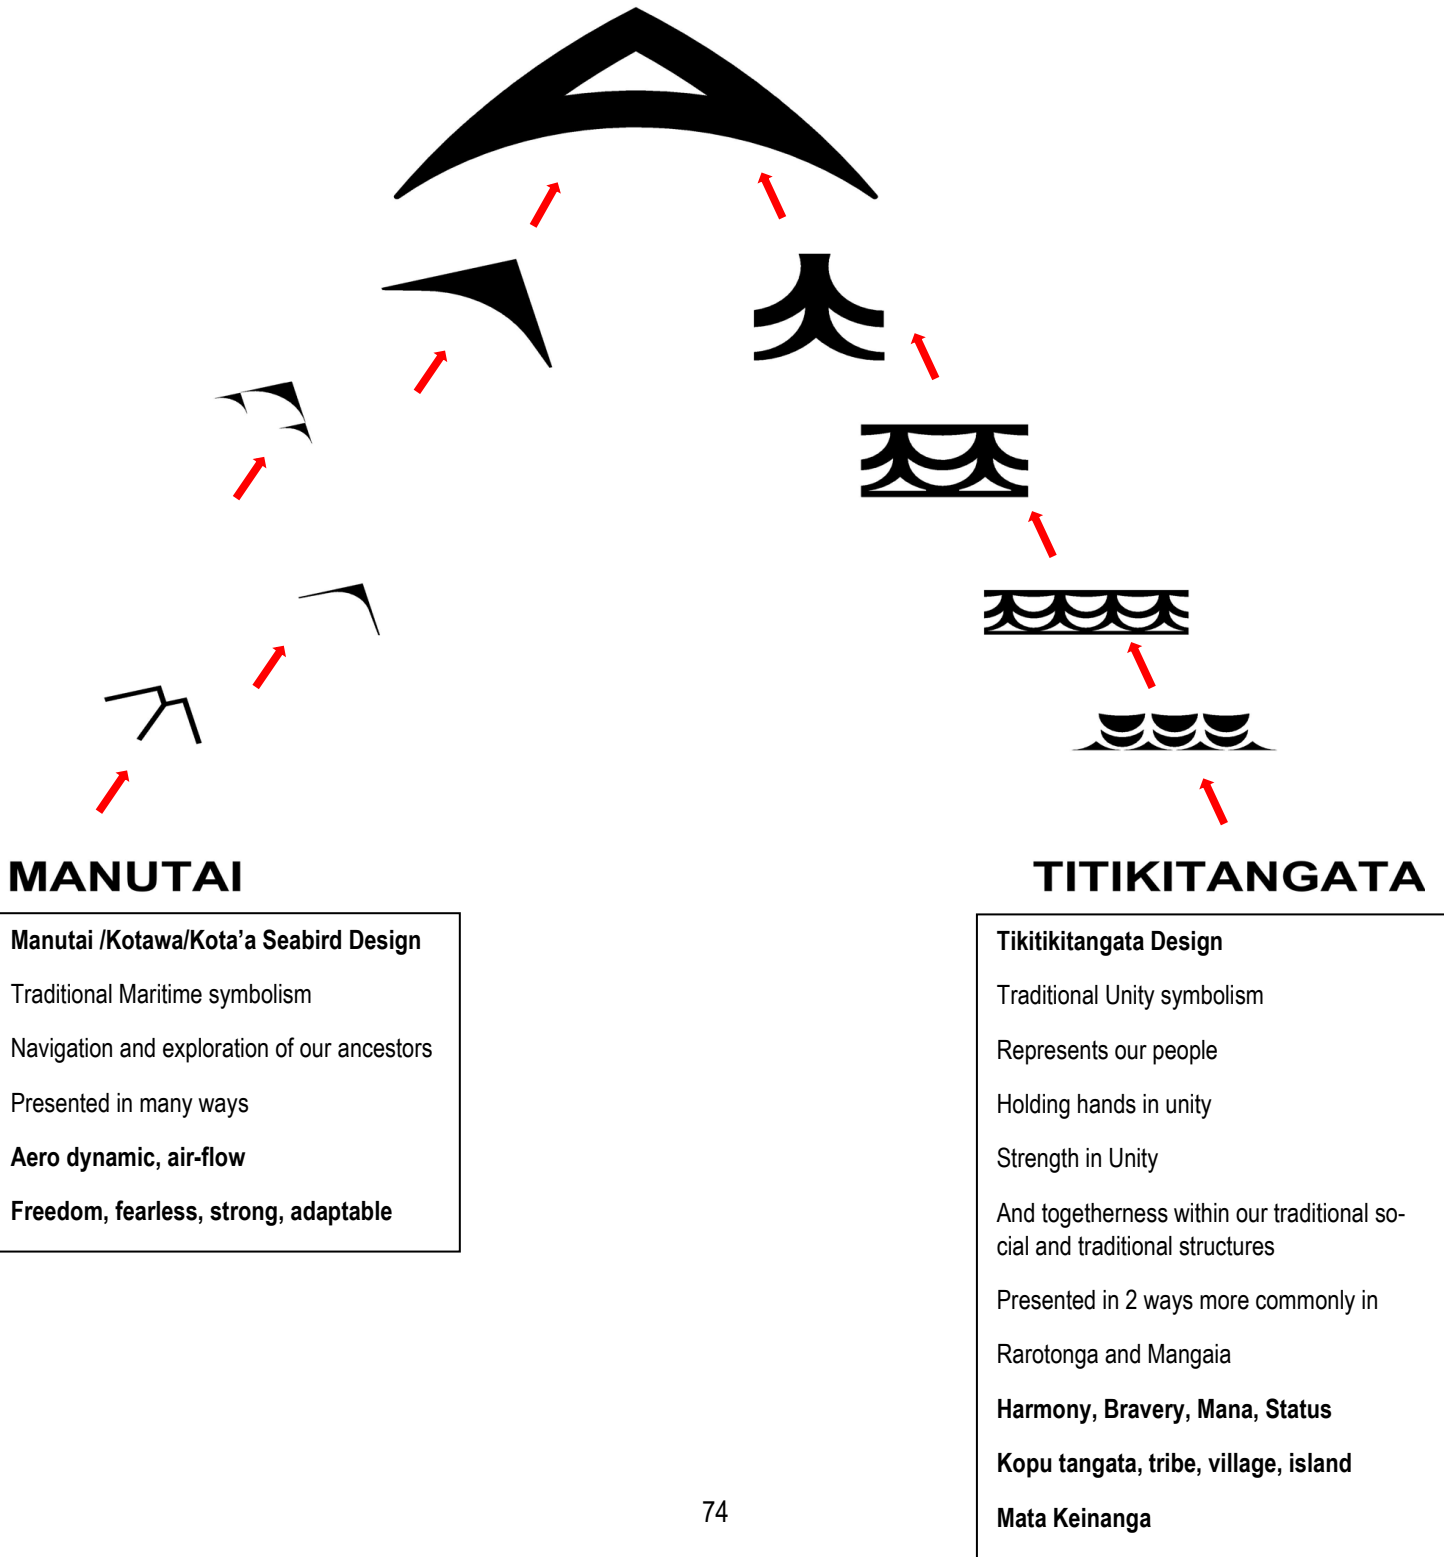 MANUTAI
Manutai /Kotawa/Kota’a Seabird Design
Traditional Maritime symbolism
Navigation and exploration of our ancestors
Presented in many ways
Aero dynamic, air-flow
Freedom, fearless, strong, adaptable
TITIKITANGATA
Tikitikitangata Design
Traditional Unity symbolism
Represents our people
Holding hands in unity
Strength in Unity
And togetherness within our traditional so-
cial and traditional structures
Presented in 2 ways more commonly in
Rarotonga and Mangaia
Harmony, Bravery, Mana, Status
Kopu tangata, tribe, village, island
Mata Keinanga
74